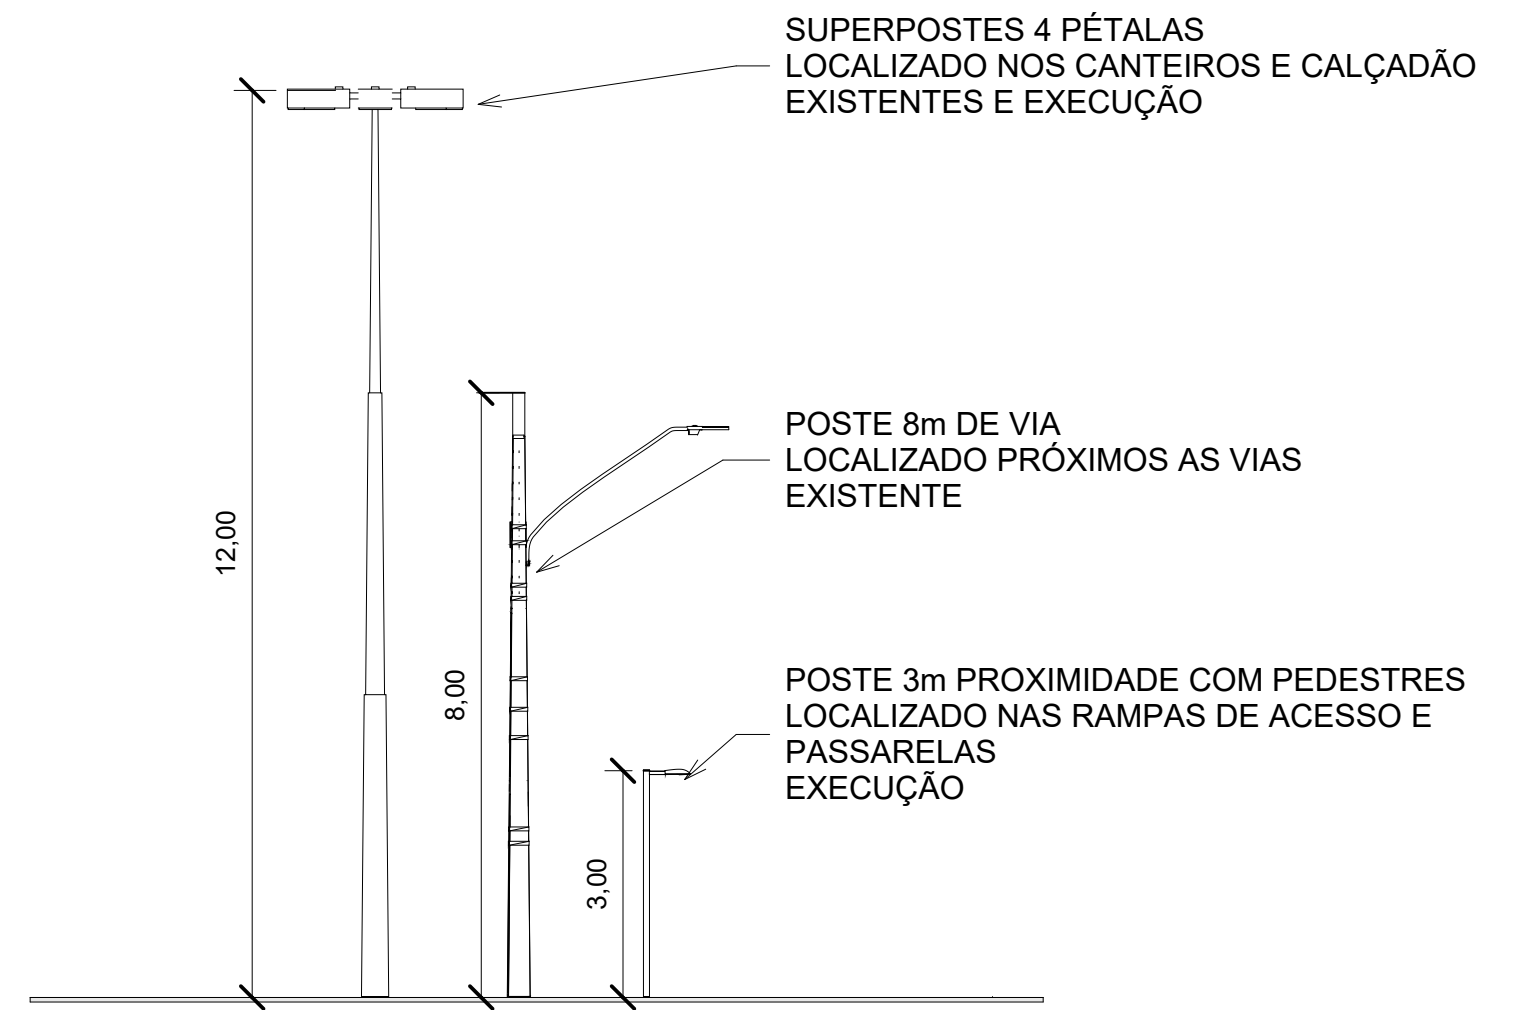 SUPERPOSTES 4 PÉTALAS
LOCALIZADO NOS CANTEIROS E CALÇADÃO
EXISTENTES E EXECUÇÃO
POSTE 8m DE VIA
LOCALIZADO PRÓXIMOS AS VIAS
EXISTENTE
12,00
8,00
POSTE 3m PROXIMIDADE COM PEDESTRES
LOCALIZADO NAS RAMPAS DE ACESSO E
PASSARELAS
EXECUÇÃO
3,00